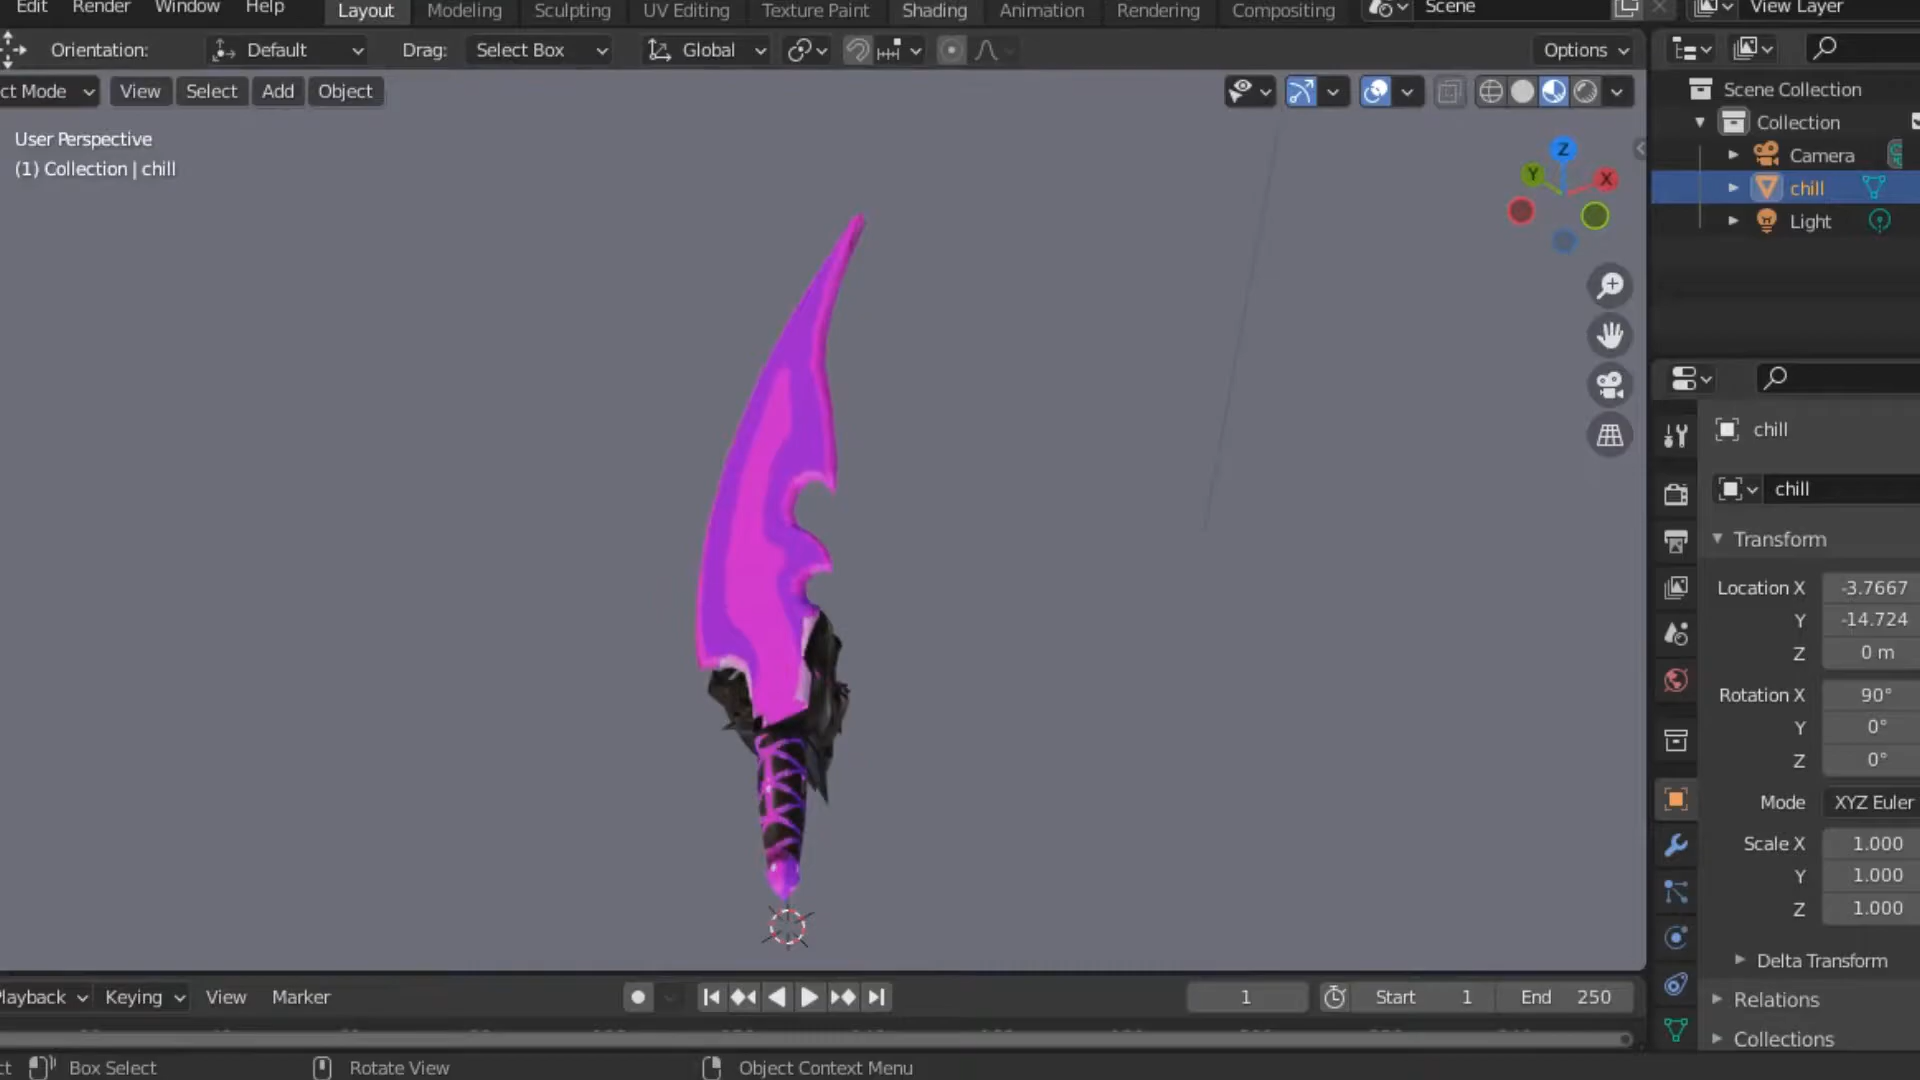 Edit Render Window Help Layout Modeling Sculpting UV Editing Texture Paint Shading Animation Rendering Compositing Scene View Layer
Orientation: Default Drag: Select Box Global Options
ct Mode View Select Add Object
User Perspective
(1) Collection | chill
Z
Y
X
Scene Collection
Collection
Camera
chill
Light
chill
chill
Transform
Location X -3.7667
Y -14.724
Z 0 m
Rotation X 90°
Y 0°
Z 0°
Mode XYZ Euler
Scale X 1.000
Y 1.000
Z 1.000
Delta Transform
Relations
Collections
Playback Keying View Marker 1 Start 1 End 250
ct Box Select Rotate View Object Context Menu